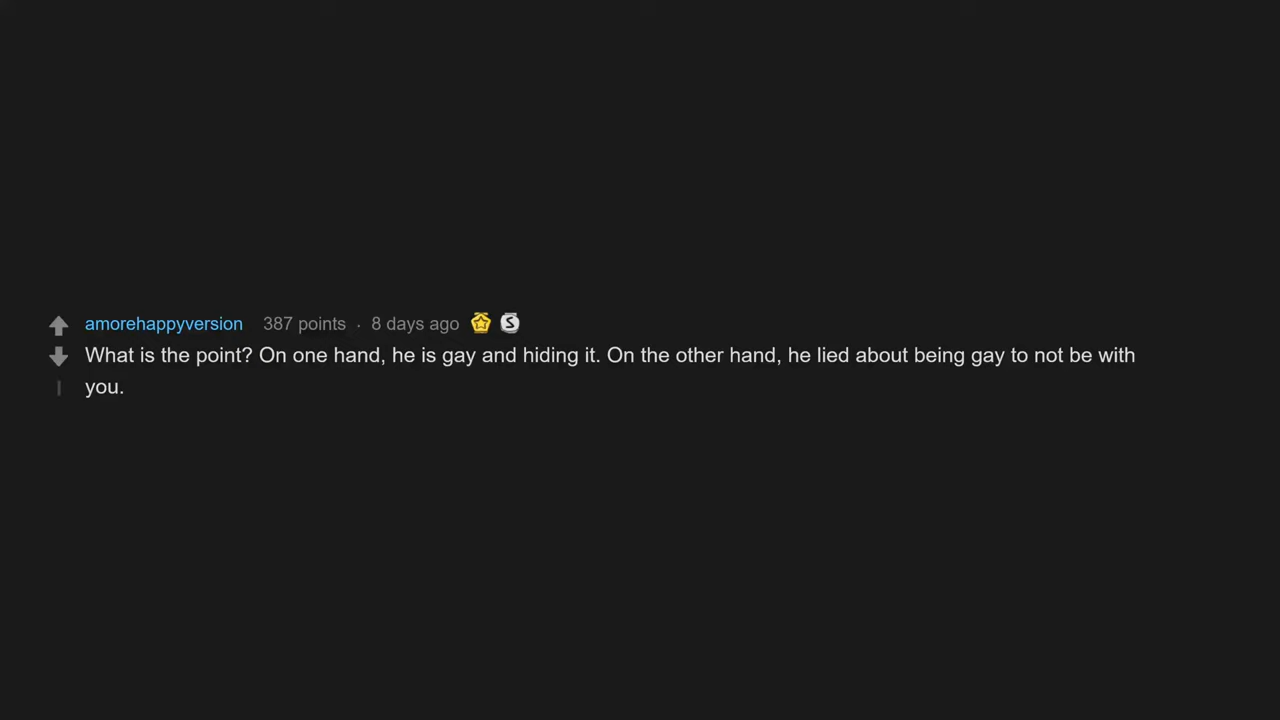 amorehappyversion 387 points · 8 days ago S
What is the point? On one hand, he is gay and hiding it. On the other hand, he lied about being gay to not be with
you.